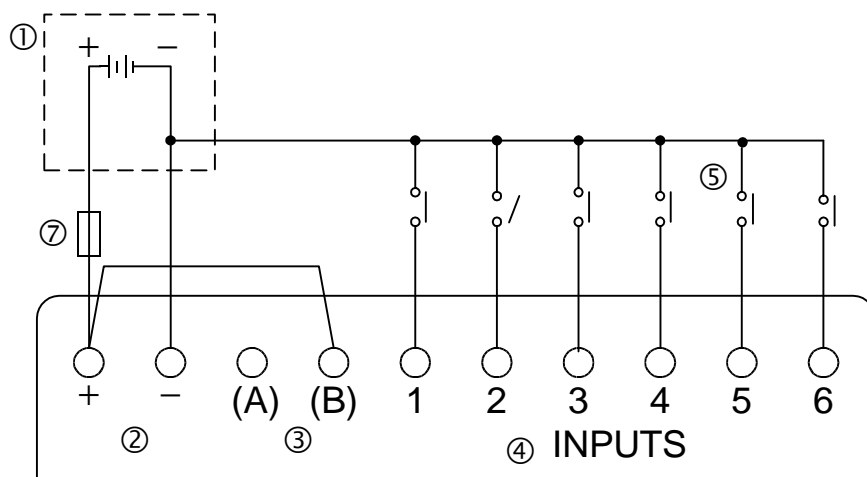 ① + −
⑤
⑦
+ − (A) (B) 1 2 3 4 5 6
② ③ ④ INPUTS